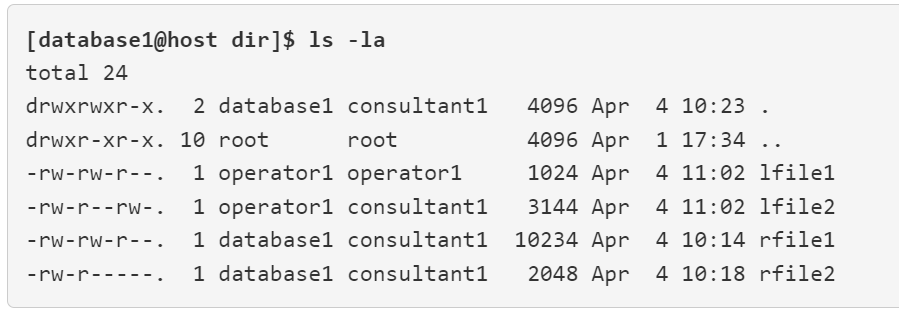 [database1@host dir]$ ls -la
total 24
drwxrwxr-x.  2 database1 consultant1   4096 Apr  4 10:23 .
drwxr-xr-x. 10 root      root          4096 Apr  1 17:34 ..
-rw-rw-r--.  1 operator1 operator1     1024 Apr  4 11:02 lfile1
-rw-r--rw-.  1 operator1 consultant1   3144 Apr  4 11:02 lfile2
-rw-rw-r--.  1 database1 consultant1  10234 Apr  4 10:14 rfile1
-rw-r-----.  1 database1 consultant1   2048 Apr  4 10:18 rfile2